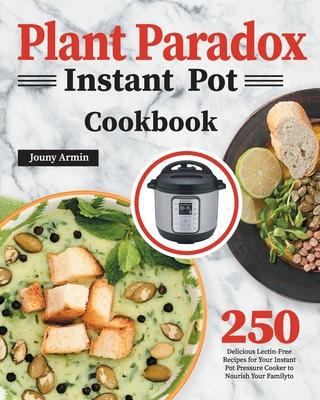 Plant Paradox
Instant Pot
Cookbook
Jouny Armin
250
Delicious Lectin-Free
Recipes for Your Instant
Pot Pressure Cooker to
Nourish Your Familyto